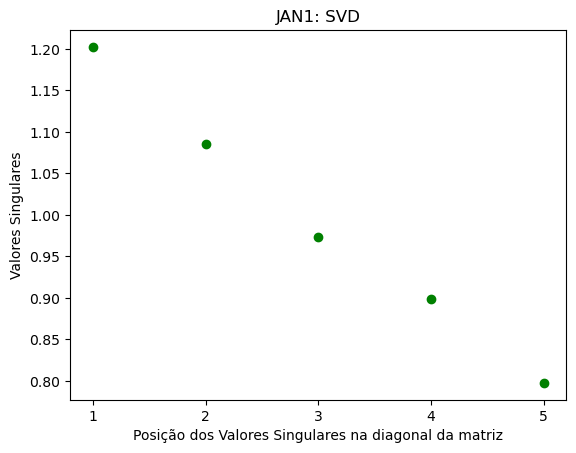 JAN1: SVD
Valores Singulares
1.20
1.15
1.10
1.05
1.00
0.95
0.90
0.85
0.80
1 2 3 4 5
Posição dos Valores Singulares na diagonal da matriz